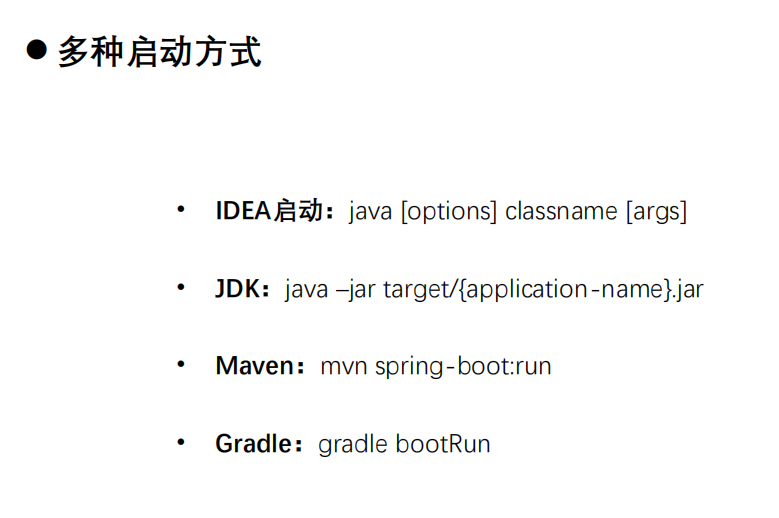 ● 多种启动方式
• IDEA启动：java [options] classname [args]
• JDK：java –jar target/{application-name}.jar
• Maven：mvn spring-boot:run
• Gradle：gradle bootRun